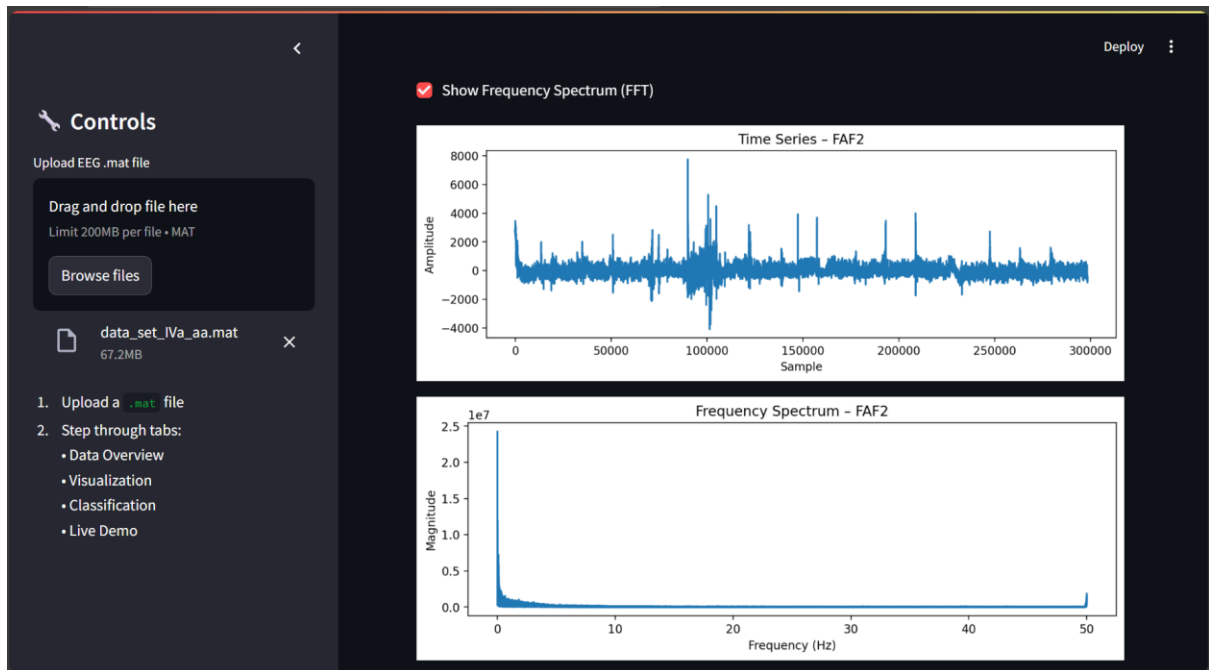 Deploy
🔧 Controls
Upload EEG .mat file
Drag and drop file here
Limit 200MB per file • MAT
Browse files
data_set_IVa_aa.mat
67.2MB
1. Upload a .mat file
2. Step through tabs:
• Data Overview
• Visualization
• Classification
• Live Demo
Show Frequency Spectrum (FFT)
Time Series – FAF2
Amplitude
8000
6000
4000
2000
0
−2000
−4000
0 50000 100000 150000 200000 250000 300000
Sample
Frequency Spectrum – FAF2
1e7
Magnitude
2.5
2.0
1.5
1.0
0.5
0.0
0 10 20 30 40 50
Frequency (Hz)